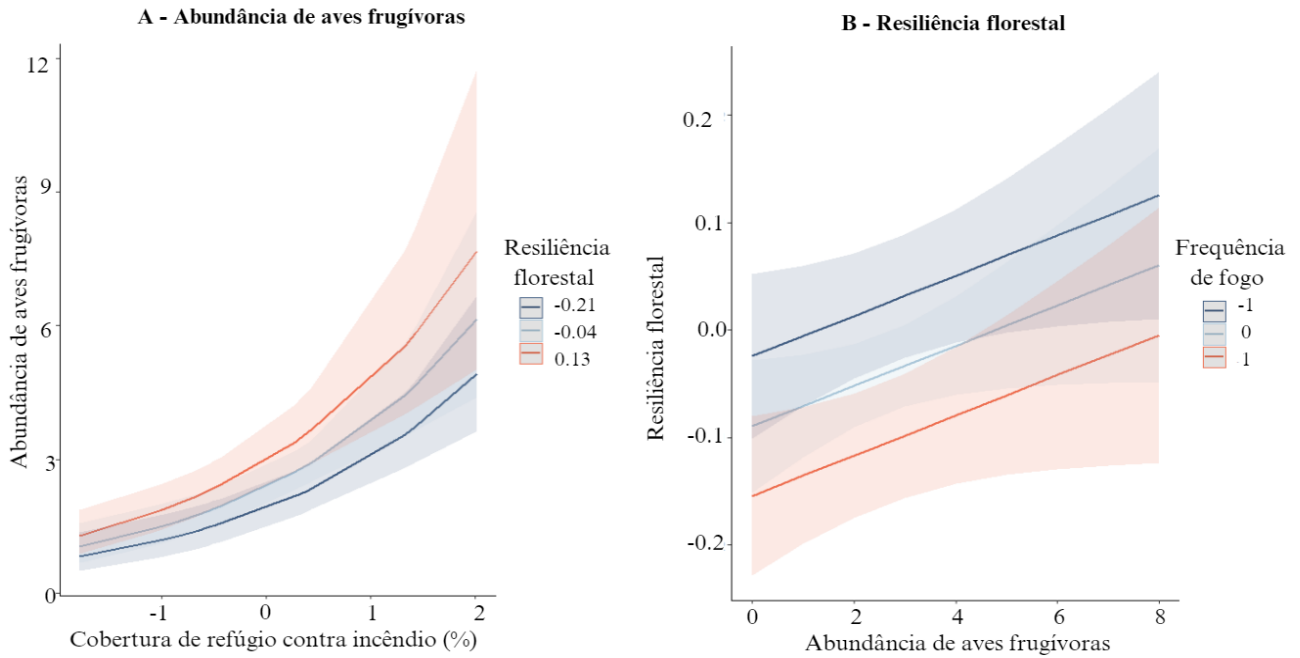 A - Abundância de aves frugívoras
Abundância de aves frugívoras
12
9
6
3
0
-1
0
1
2
Cobertura de refúgio contra incêndio (%)
Resiliência
florestal
-0.21
-0.04
0.13
B - Resiliência florestal
Resiliência florestal
0.2
0.1
0.0
-0.1
-0.2
0
2
4
6
8
Abundância de aves frugívoras
Frequência
de fogo
-1
0
1